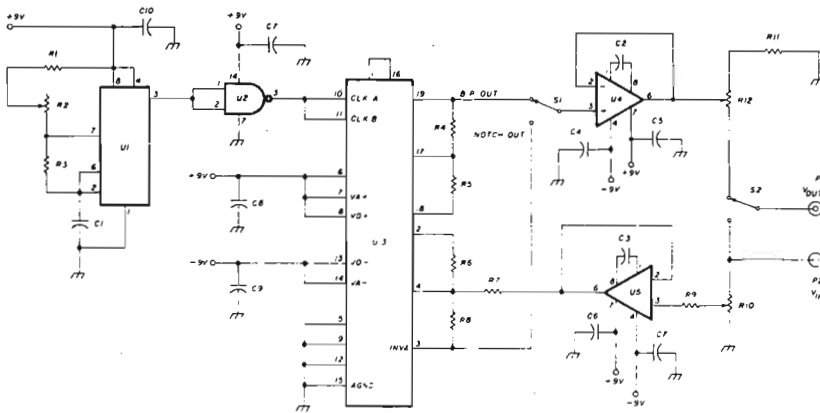 C10
+9V
+9V
C7
R1
8
4
14
16
R11
C2
1
3
1
2
U2
3
10
CLK A
19
B P OUT
S1
2
8
6
R12
R2
7
11
CLK B
R4
3
U4
7
4
U1
7
NOTCH OUT
C4
C5
R3
6
17
+9V
-9V
2
+9V
6
R5
S2
C1
C8
7
VA+
18
8
VD+
2
C3
VOUT
1
U3
R6
-9V
13
VD-
R7
6
8
2
14
VA-
4
U5
3
R9
R10
C9
7
4
P2
5
R8
C6
C7
9
INVA
3
12
15
AGND
+9V
-9V